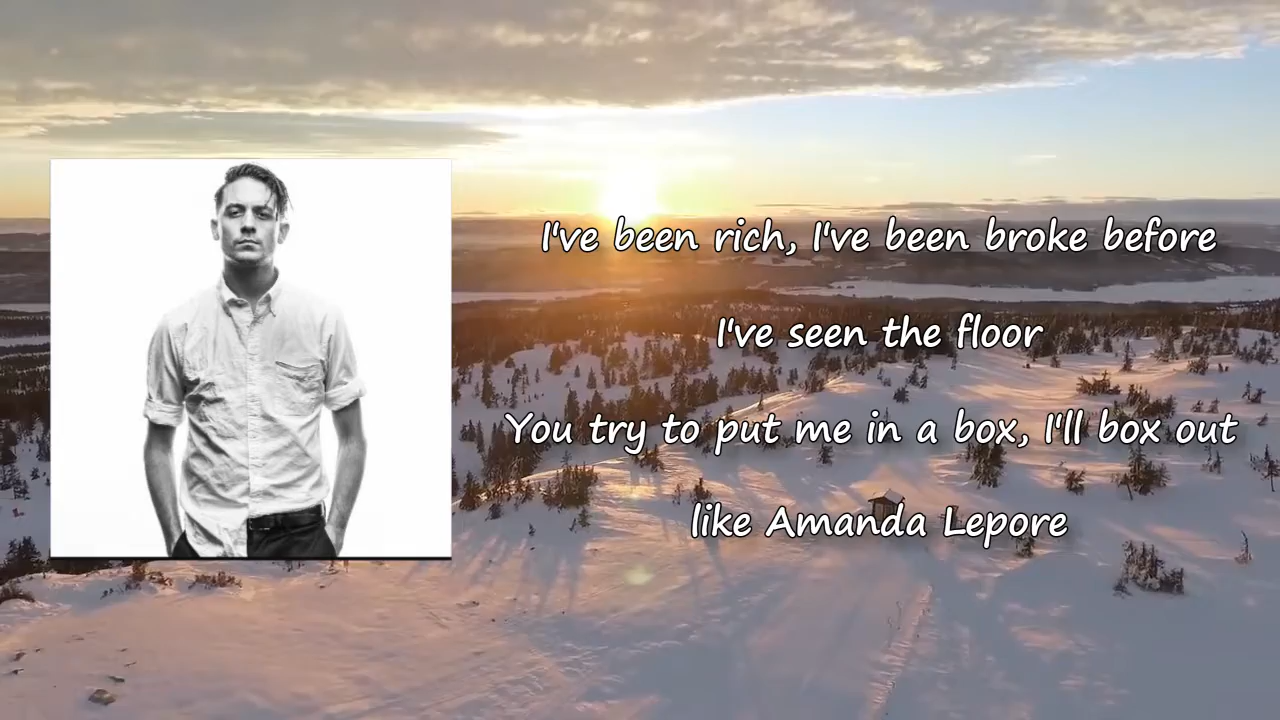 I've been rich, I've been broke before
I've seen the floor
You try to put me in a box, I'll box out
like Amanda Lepore